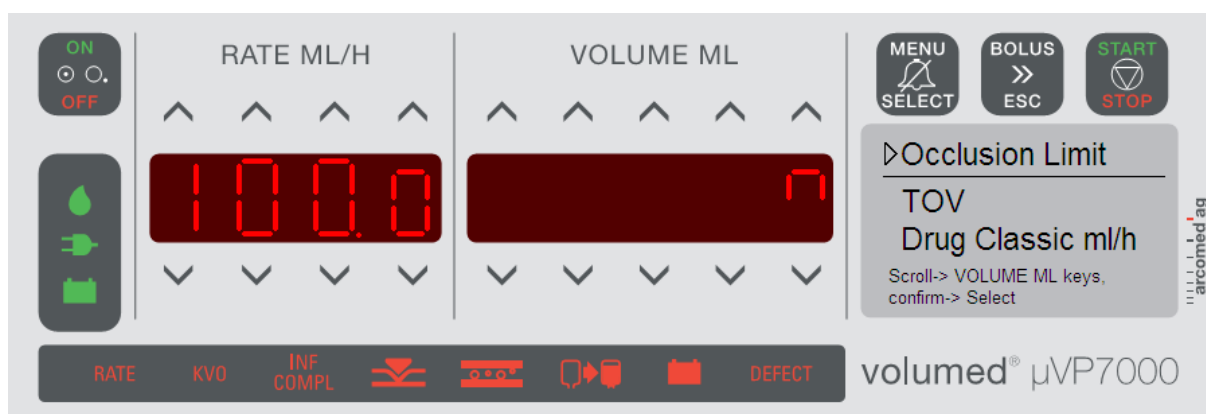 ON
OFF
RATE ML/H
VOLUME ML
MENU
SELECT
BOLUS
»
ESC
START
STOP
100.0
n
▷Occlusion Limit
TOV
Drug Classic ml/h
Scroll-> VOLUME ML keys,
confirm-> Select
arcomed ag
RATE
KVO
INF
COMPL
DEFECT
volumed® µVP7000